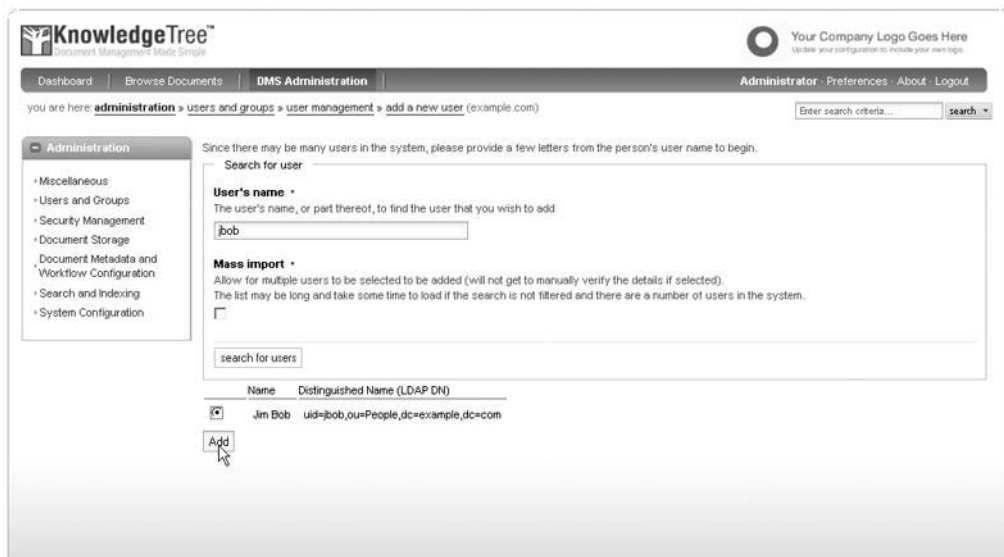 KnowledgeTree™
Document Management Made Simple
Your Company Logo Goes Here
Update your configuration to include your own logo.
Dashboard Browse Documents DMS Administration
Administrator · Preferences · About · Logout
you are here: administration » users and groups » user management » add a new user (example.com)
Enter search criteria... search
Administration
Miscellaneous
Users and Groups
Security Management
Document Storage
Document Metadata and
Workflow Configuration
Search and Indexing
System Configuration
Since there may be many users in the system, please provide a few letters from the person's user name to begin.
Search for user
User's name
The user's name, or part thereof, to find the user that you wish to add
jbob
Mass import
Allow for multiple users to be selected to be added (will not get to manually verify the details if selected).
The list may be long and take some time to load if the search is not filtered and there are a number of users in the system.
search for users
Name Distinguished Name (LDAP DN)
Jim Bob uid=jbob,ou=People,dc=example,dc=com
Add